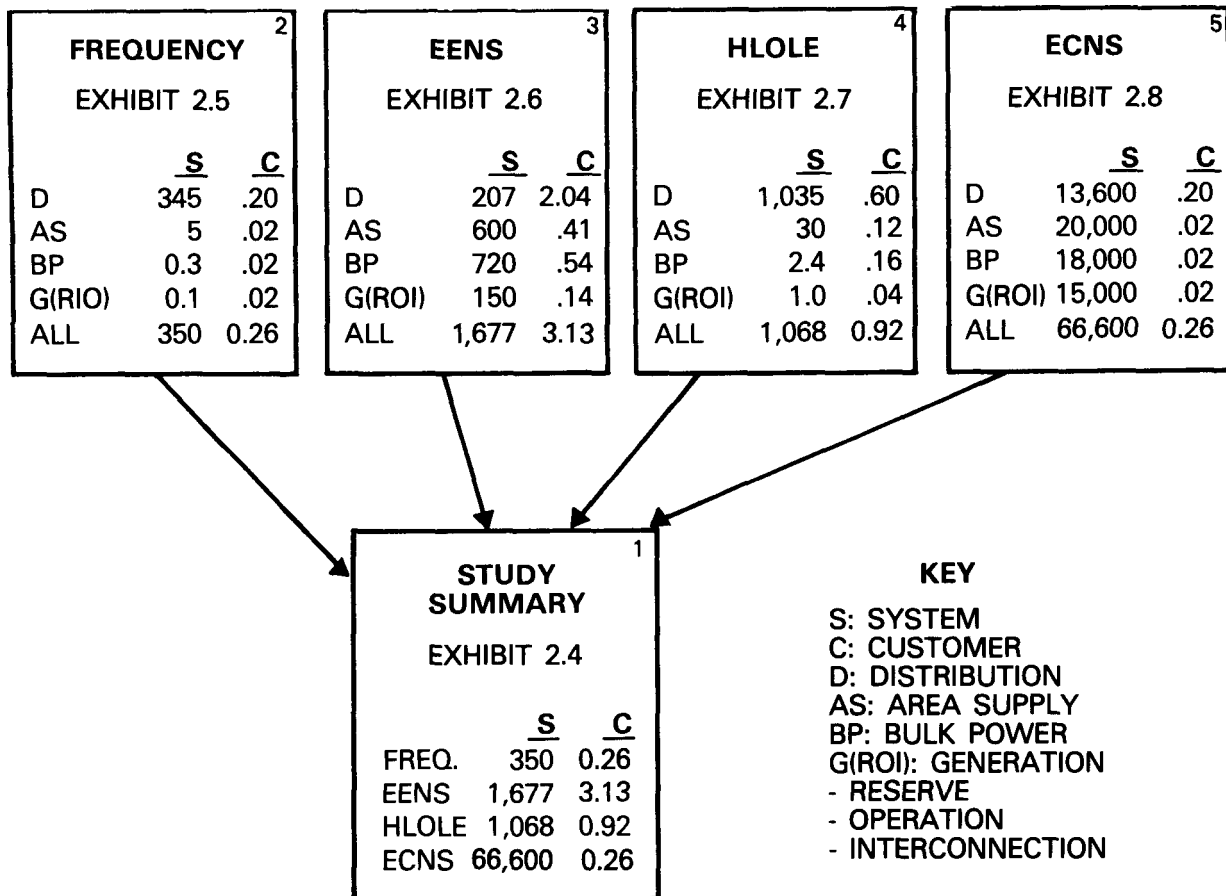 2
FREQUENCY
EXHIBIT 2.5
S C
D 345 .20
AS 5 .02
BP 0.3 .02
G(RIO) 0.1 .02
ALL 350 0.26
3
EENS
EXHIBIT 2.6
S C
D 207 2.04
AS 600 .41
BP 720 .54
G(ROI) 150 .14
ALL 1,677 3.13
4
HLOLE
EXHIBIT 2.7
S C
D 1,035 .60
AS 30 .12
BP 2.4 .16
G(ROI) 1.0 .04
ALL 1,068 0.92
5
ECNS
EXHIBIT 2.8
S C
D 13,600 .20
AS 20,000 .02
BP 18,000 .02
G(ROI) 15,000 .02
ALL 66,600 0.26
1
STUDY
SUMMARY
EXHIBIT 2.4
S C
FREQ. 350 0.26
EENS 1,677 3.13
HLOLE 1,068 0.92
ECNS 66,600 0.26
KEY
S: SYSTEM
C: CUSTOMER
D: DISTRIBUTION
AS: AREA SUPPLY
BP: BULK POWER
G(ROI): GENERATION
- RESERVE
- OPERATION
- INTERCONNECTION